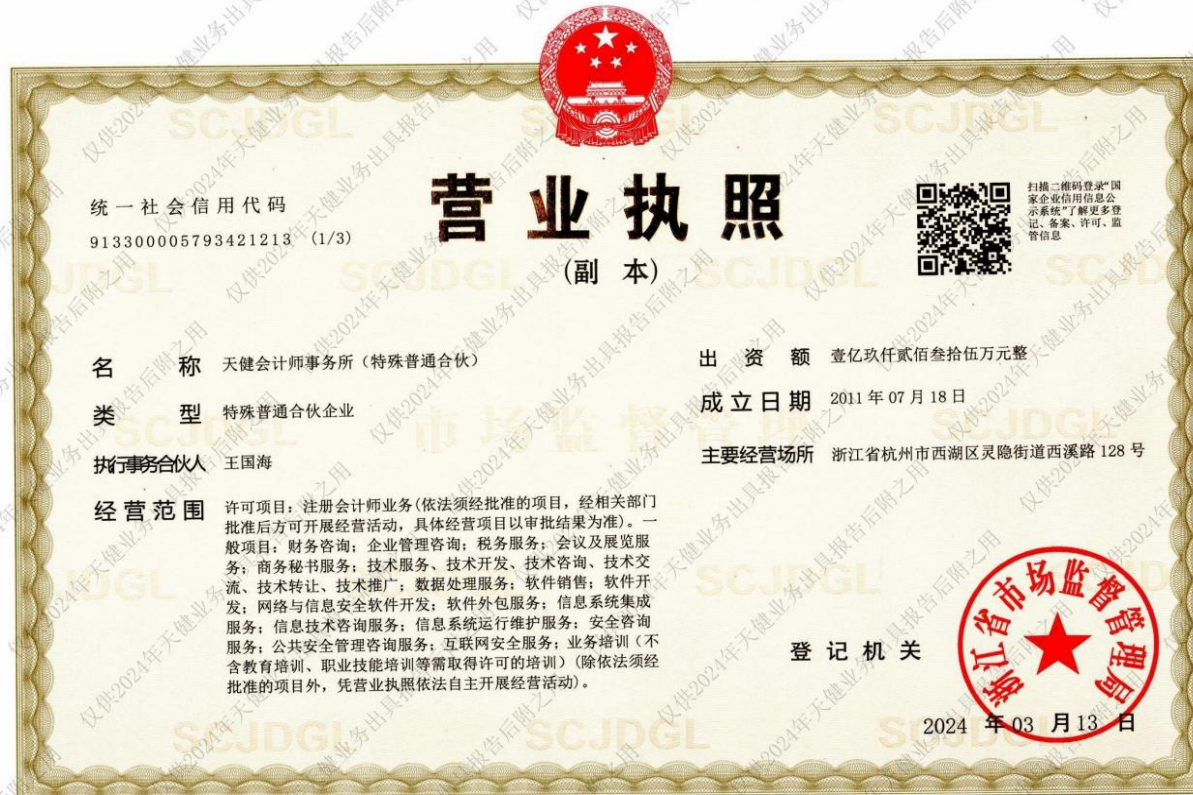 统一社会信用代码
913300005793421213 (1/3)
营业执照
(副 本)
扫描二维码登录“国
家企业信用信息公
示系统”了解更多登
记、备案、许可、监
管信息
名 称 天健会计师事务所（特殊普通合伙）
类 型 特殊普通合伙企业
执行事务合伙人 王国海
经营范围 许可项目：注册会计师业务(依法须经批准的项目，经相关部门
批准后方可开展经营活动，具体经营项目以审批结果为准)。一
般项目：财务咨询；企业管理咨询；税务服务；会议及展览服
务；商务秘书服务；技术服务、技术开发、技术咨询、技术交
流、技术转让、技术推广；数据处理服务；软件销售；软件开
发；网络与信息安全软件开发；软件外包服务；信息系统集成
服务；信息技术咨询服务；信息系统运行维护服务；安全咨询
服务；公共安全管理咨询服务；互联网安全服务；业务培训（不
含教育培训、职业技能培训等需取得许可的培训）(除依法须经
批准的项目外，凭营业执照依法自主开展经营活动)。
出 资 额 壹亿玖仟贰佰叁拾伍万元整
成立日期 2011 年 07 月 18 日
主要经营场所 浙江省杭州市西湖区灵隐街道西溪路 128 号
登 记 机 关
浙江省市场监督管理局
2024 年 03 月 13 日
仅供2024年天健业务出具报告后附之用
SCJDGL
市场监督管理